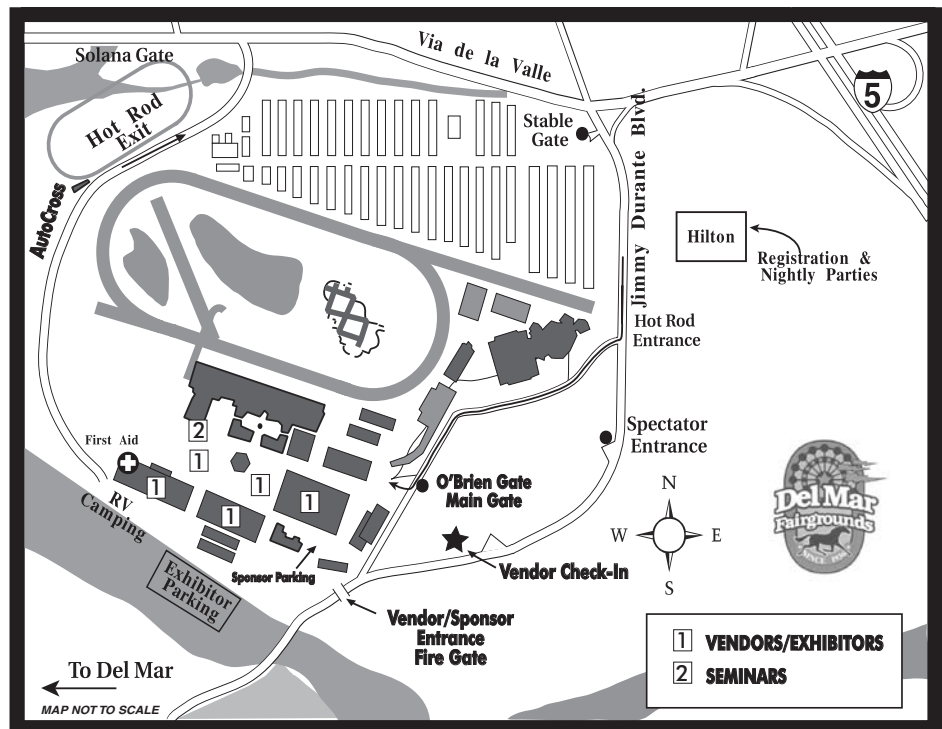 Solana Gate
Via de la Valle
Hot Rod
Exit
Stable
Gate
Jimmy Durante Blvd.
5
AutoCross
Hilton
Registration &
Nightly Parties
Hot Rod
Entrance
Spectator
Entrance
First Aid
2
1
1
1
1
1
O'Brien Gate
Main Gate
RV
Camping
N
W
E
S
Del Mar
Fairgrounds
SINCE 1936
Sponsor Parking
Vendor Check-In
Exhibitor
Parking
Vendor/Sponsor
Entrance
Fire Gate
1 VENDORS/EXHIBITORS
2 SEMINARS
To Del Mar
MAP NOT TO SCALE